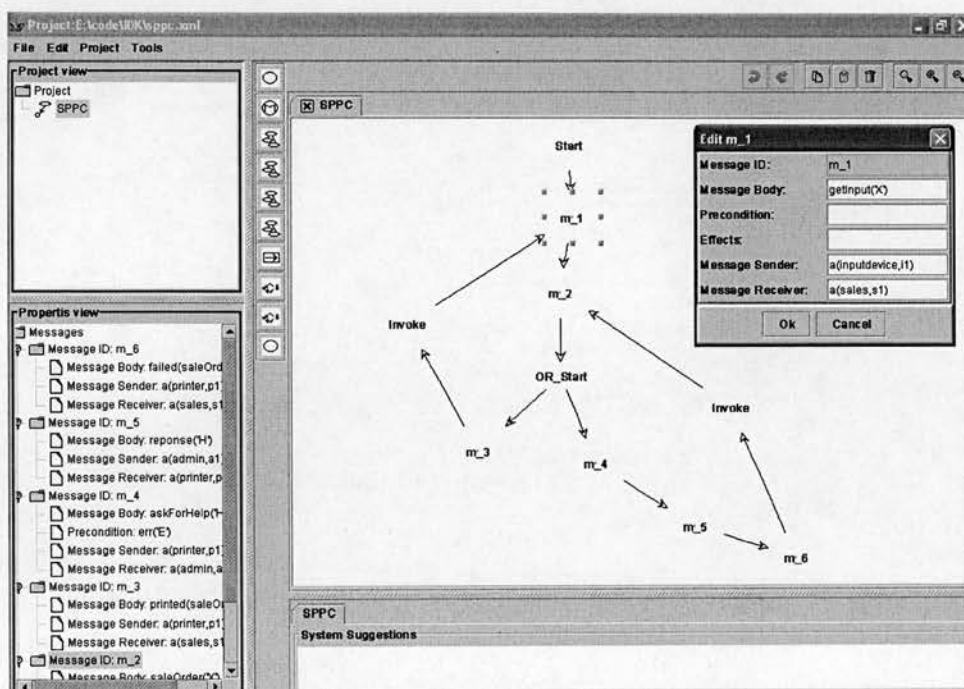 Project:E:\code\IDK\sppc.xml
File Edit Project Tools
Project view
Project
SPPC
SPPC
Start
m_1
m_2
Invoke
OR_Start
Invoke
m_3
m_4
m_5
m_6
Edit m_1
Message ID: m_1
Message Body: getInput('X')
Precondition:
Effects:
Message Sender: a(inputdevice,i1)
Message Receiver: a(sales,s1)
Ok Cancel
Propertis view
Messages
Message ID: m_6
Message Body: failed(saleOrd
Message Sender: a(printer,p1)
Message Receiver: a(sales,s1
Message ID: m_5
Message Body: reponse('H')
Message Sender: a(admin,a1)
Message Receiver: a(printer,p
Message ID: m_4
Message Body: askForHelp('H
Precondition: err('E')
Message Sender: a(printer,p1)
Message Receiver: a(admin,a
Message ID: m_3
Message Body: printed(saleOr
Message Sender: a(printer,p1)
Message Receiver: a(sales,s1
Message ID: m_2
Message Body: saleOrder('X')
SPPC
System Suggestions